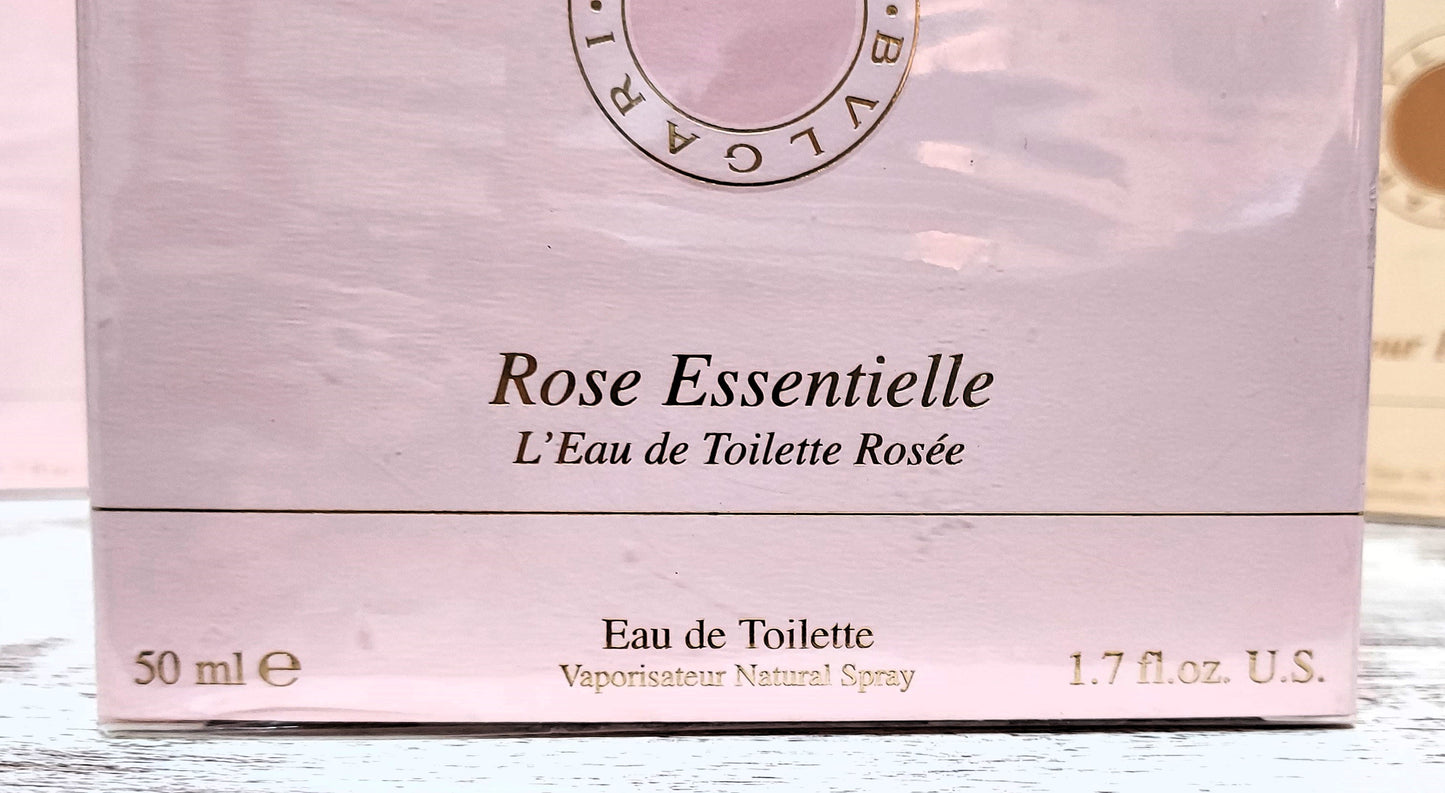 BVLGARI
Rose Essentielle
L'Eau de Toilette Rosée
Eau de Toilette
50 ml ℮
Vaporisateur Natural Spray
1.7 fl.oz. U.S.